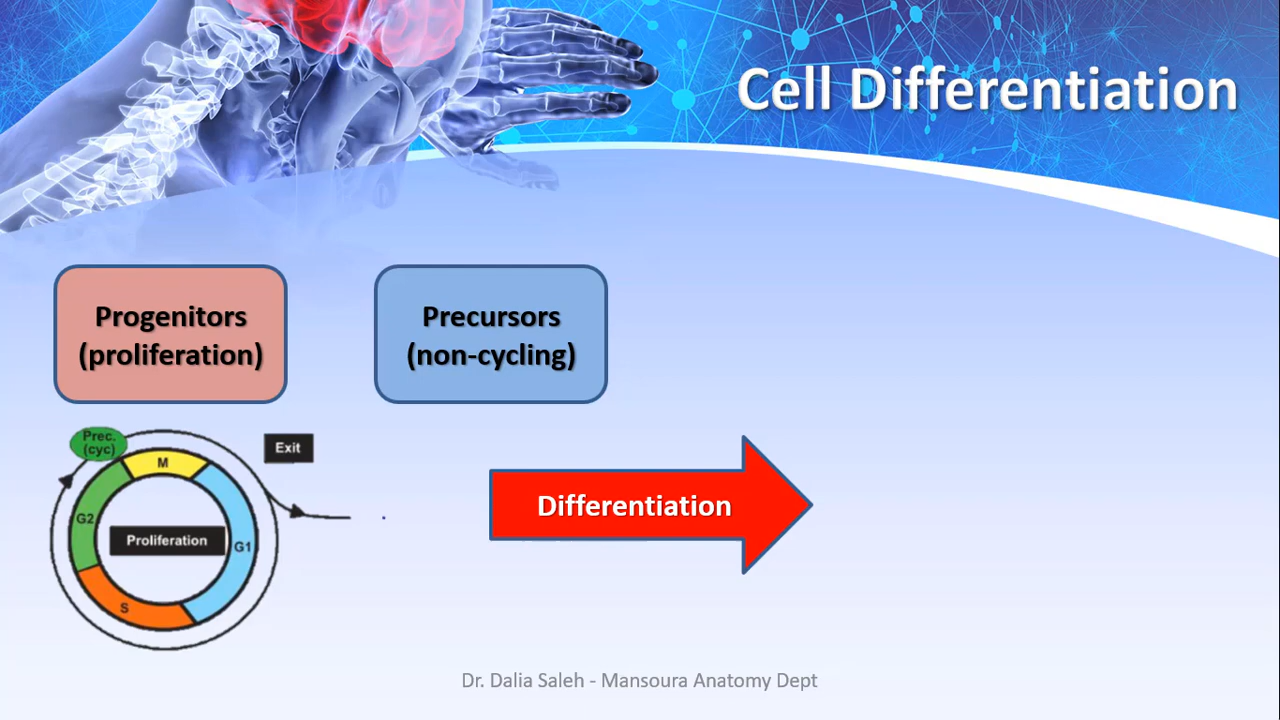 Cell Differentiation
Progenitors
(proliferation)
Precursors
(non-cycling)
Prec.
(cyc)
M
Exit
G2
Proliferation
G1
S
Differentiation
Dr. Dalia Saleh - Mansoura Anatomy Dept